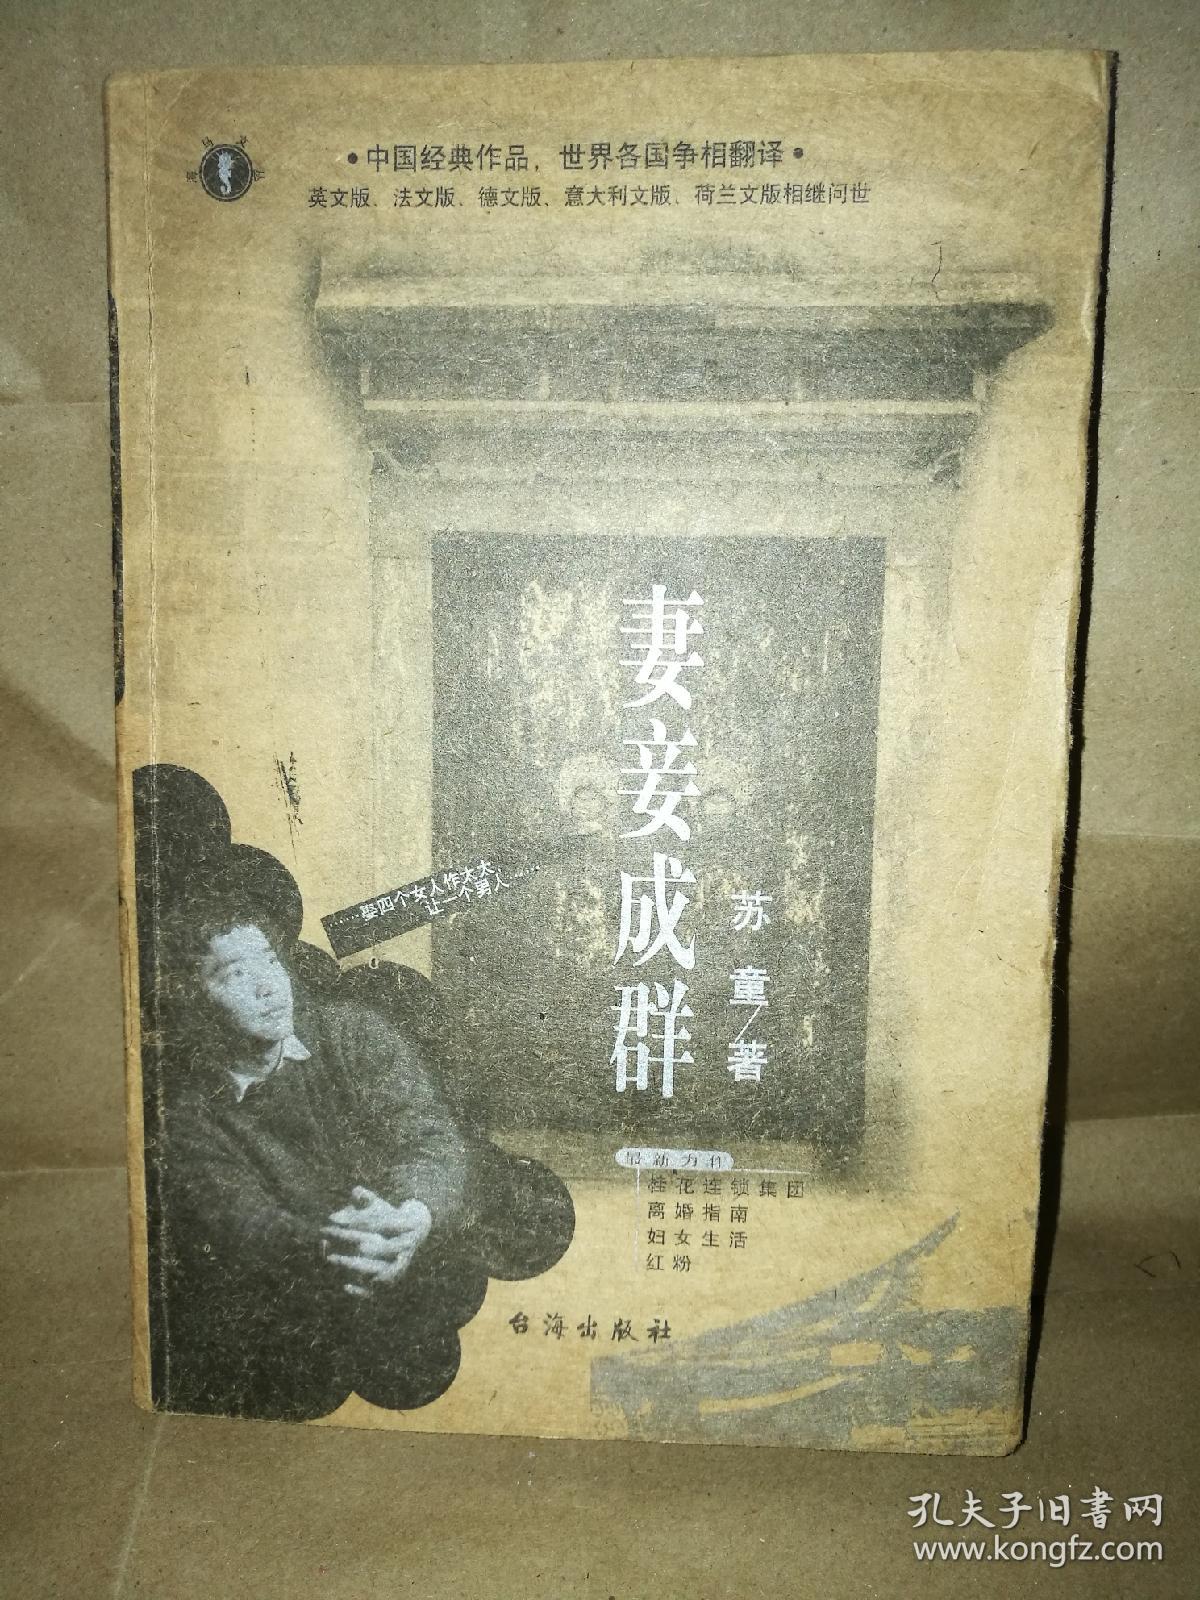 海马文学
•中国经典作品，世界各国争相翻译•
英文版、法文版、德文版、意大利文版、荷兰文版相继问世
妻妾成群
苏童/著
……娶四个女人作太太
让一个男人……
最新力作
桂花连锁集团
离婚指南
妇女生活
红粉
台海出版社
孔夫子旧书网
www.kongfz.com